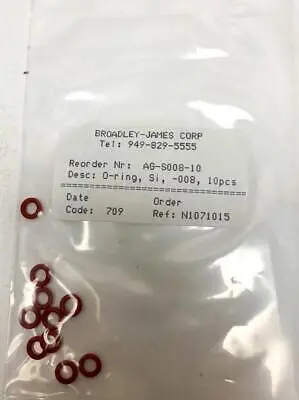 BROADLEY-JAMES CORP
Tel: 949-829-5555
Reorder Nr: AG-S008-10
Desc: O-ring, Si, -008, 10pcs
Date Order
Code: 709 Ref: N1071015